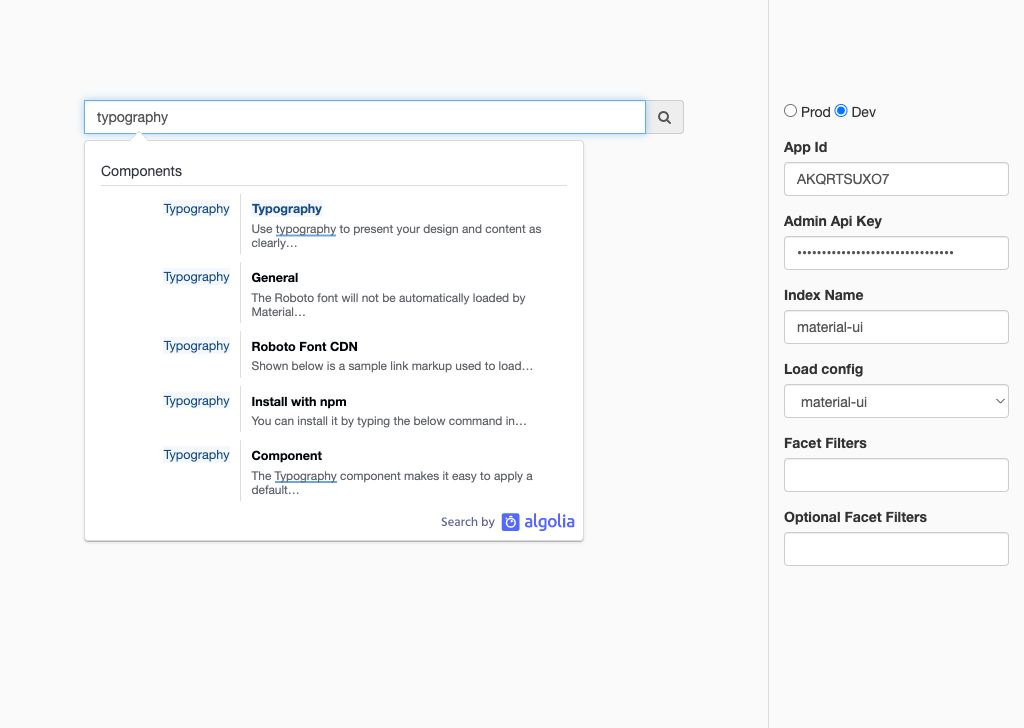 typography
Components
Typography
Typography
Use typography to present your design and content as
clearly…
Typography
General
The Roboto font will not be automatically loaded by
Material…
Typography
Roboto Font CDN
Shown below is a sample link markup used to load…
Typography
Install with npm
You can install it by typing the below command in…
Typography
Component
The Typography component makes it easy to apply a
default…
Search by algolia
Prod Dev
App Id
AKQRTSUXO7
Admin Api Key
••••••••••••••••••••••••••••••••
Index Name
material-ui
Load config
material-ui
Facet Filters
Optional Facet Filters